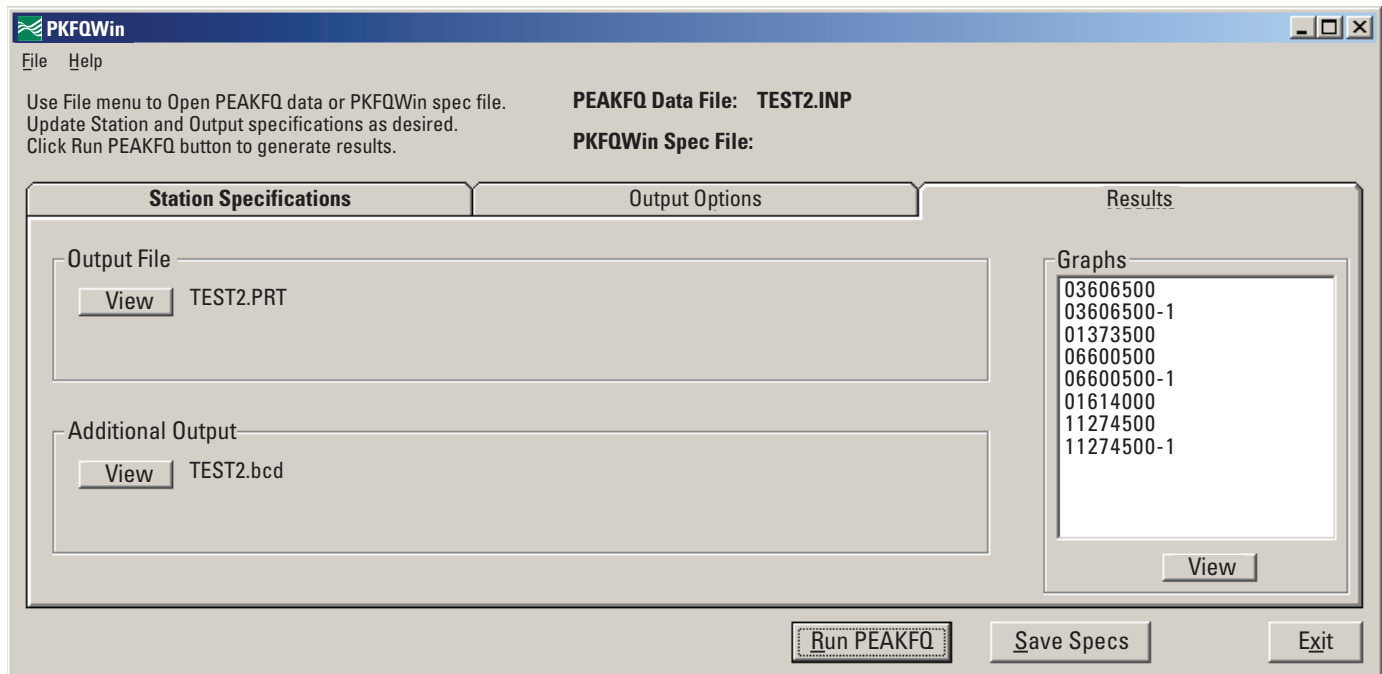 PKFQWin
File Help
Use File menu to Open PEAKFQ data or PKFQWin spec file.
Update Station and Output specifications as desired.
Click Run PEAKFQ button to generate results.
PEAKFQ Data File: TEST2.INP
PKFQWin Spec File:
Station Specifications
Output Options
Results
Output File
View TEST2.PRT
Additional Output
View TEST2.bcd
Graphs
03606500
03606500-1
01373500
06600500
06600500-1
01614000
11274500
11274500-1
View
Run PEAKFQ
Save Specs
Exit